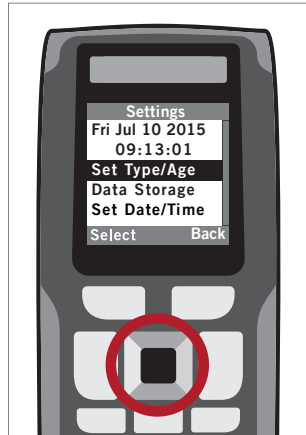 Settings
Fri Jul 10 2015
09:13:01
Set Type/Age
Data Storage
Set Date/Time
Select Back